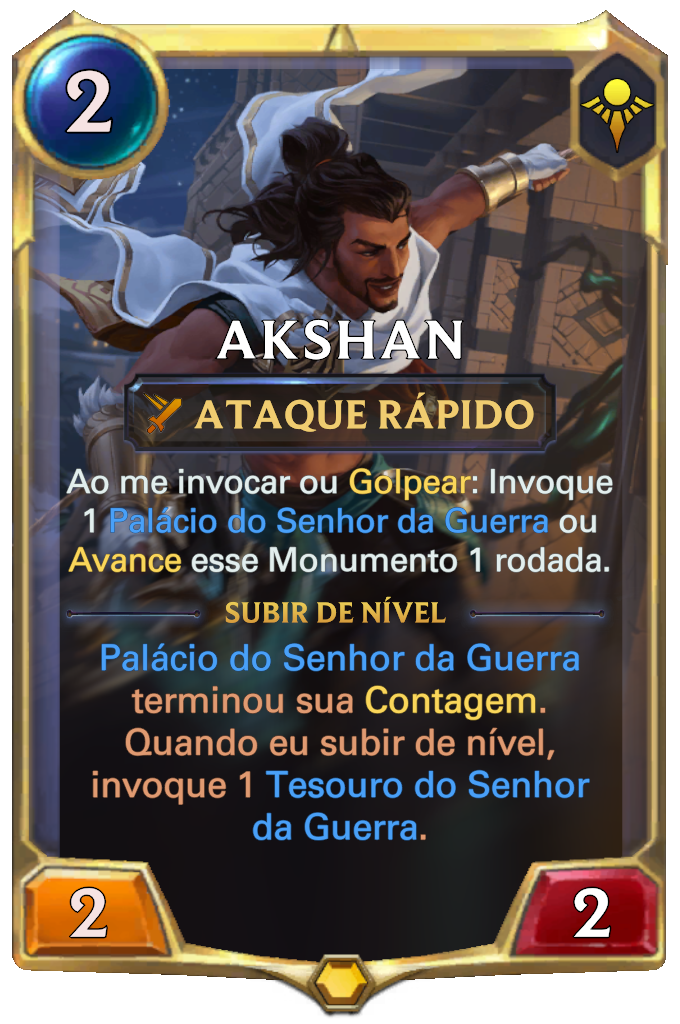 2
AKSHAN
ATAQUE RÁPIDO
Ao me invocar ou Golpear: Invoque
1 Palácio do Senhor da Guerra ou
Avance esse Monumento 1 rodada.
SUBIR DE NÍVEL
Palácio do Senhor da Guerra
terminou sua Contagem.
Quando eu subir de nível,
invoque 1 Tesouro do Senhor
da Guerra.
2 2